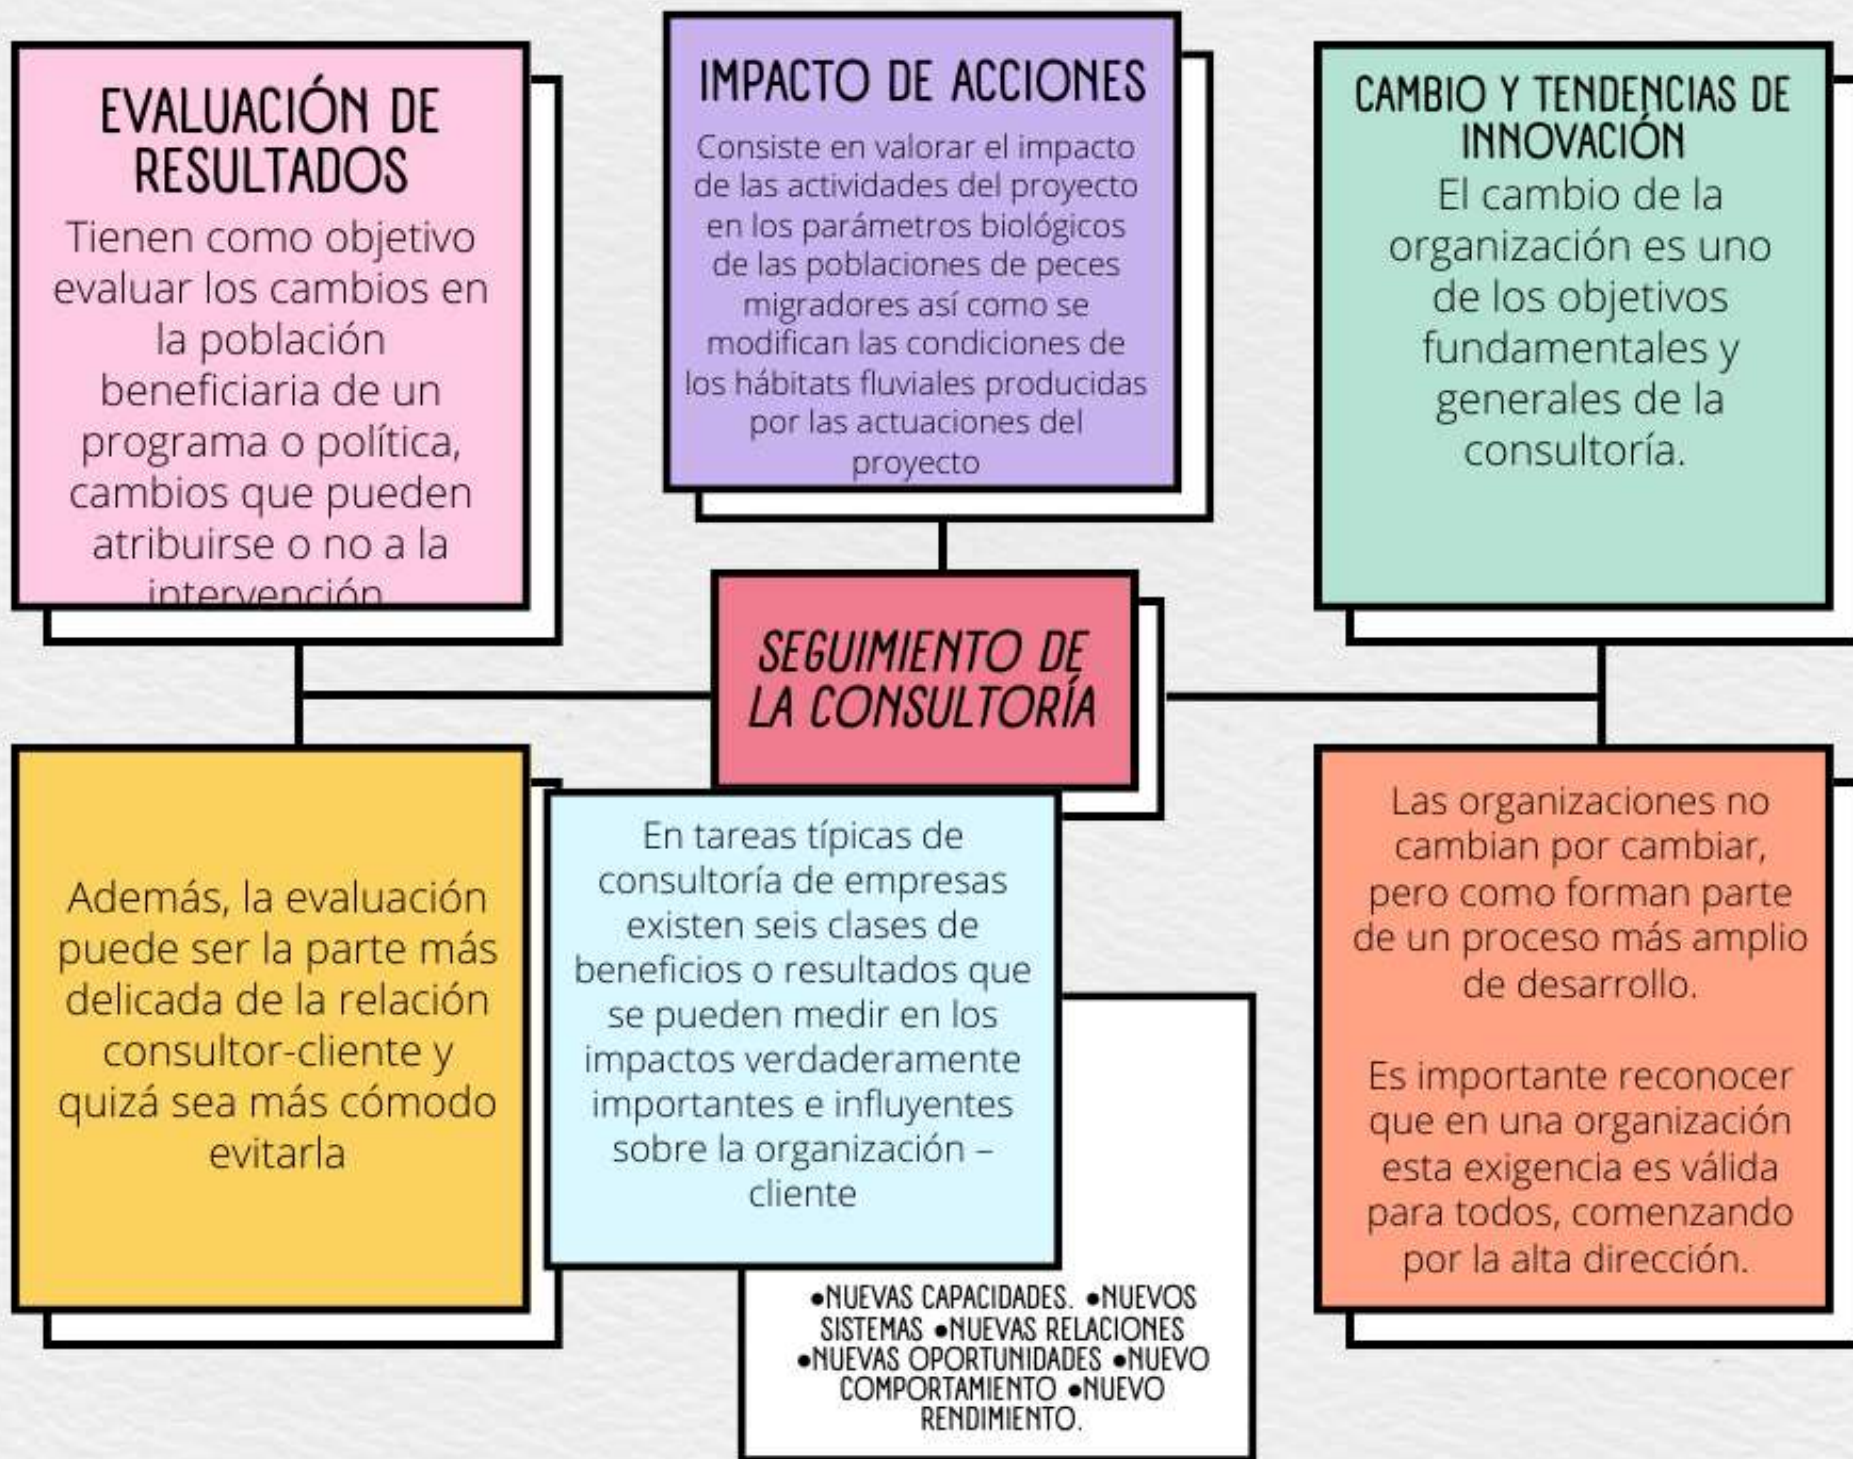 EVALUACIÓN DE
RESULTADOS
Tienen como objetivo
evaluar los cambios en
la población
beneficiaria de un
programa o política,
cambios que pueden
atribuirse o no a la
intervención
IMPACTO DE ACCIONES
Consiste en valorar el impacto
de las actividades del proyecto
en los parámetros biológicos
de las poblaciones de peces
migradores así como se
modifican las condiciones de
los hábitats fluviales producidas
por las actuaciones del
proyecto
CAMBIO Y TENDENCIAS DE
INNOVACIÓN
El cambio de la
organización es uno
de los objetivos
fundamentales y
generales de la
consultoría.
SEGUIMIENTO DE
LA CONSULTORÍA
Además, la evaluación
puede ser la parte más
delicada de la relación
consultor-cliente y
quizá sea más cómodo
evitarla
En tareas típicas de
consultoría de empresas
existen seis clases de
beneficios o resultados que
se pueden medir en los
impactos verdaderamente
importantes e influyentes
sobre la organización –
cliente
•NUEVAS CAPACIDADES. •NUEVOS
SISTEMAS •NUEVAS RELACIONES
•NUEVAS OPORTUNIDADES •NUEVO
COMPORTAMIENTO •NUEVO
RENDIMIENTO.
Las organizaciones no
cambian por cambiar,
pero como forman parte
de un proceso más amplio
de desarrollo.
Es importante reconocer
que en una organización
esta exigencia es válida
para todos, comenzando
por la alta dirección.